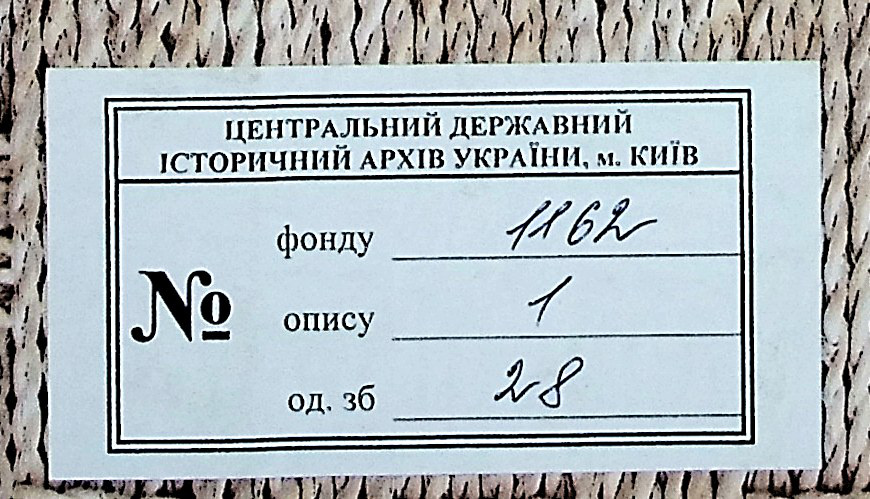 ЦЕНТРАЛЬНИЙ ДЕРЖАВНИЙ
ІСТОРИЧНИЙ АРХІВ УКРАЇНИ, м. КИЇВ
фонду 1162
№ опису 1
од. зб 28